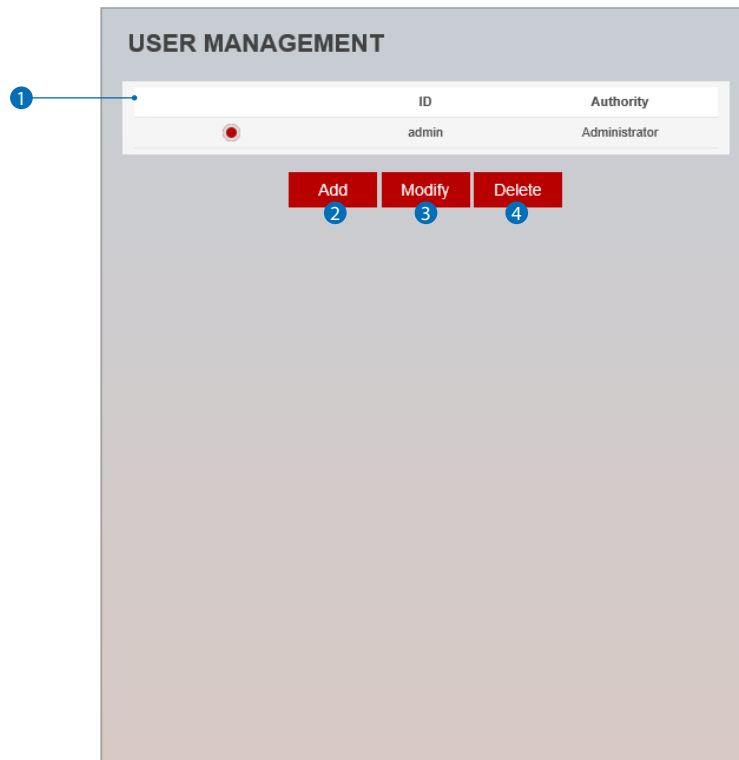 USER MANAGEMENT
1
ID Authority
admin Administrator
Add Modify Delete
2 3 4